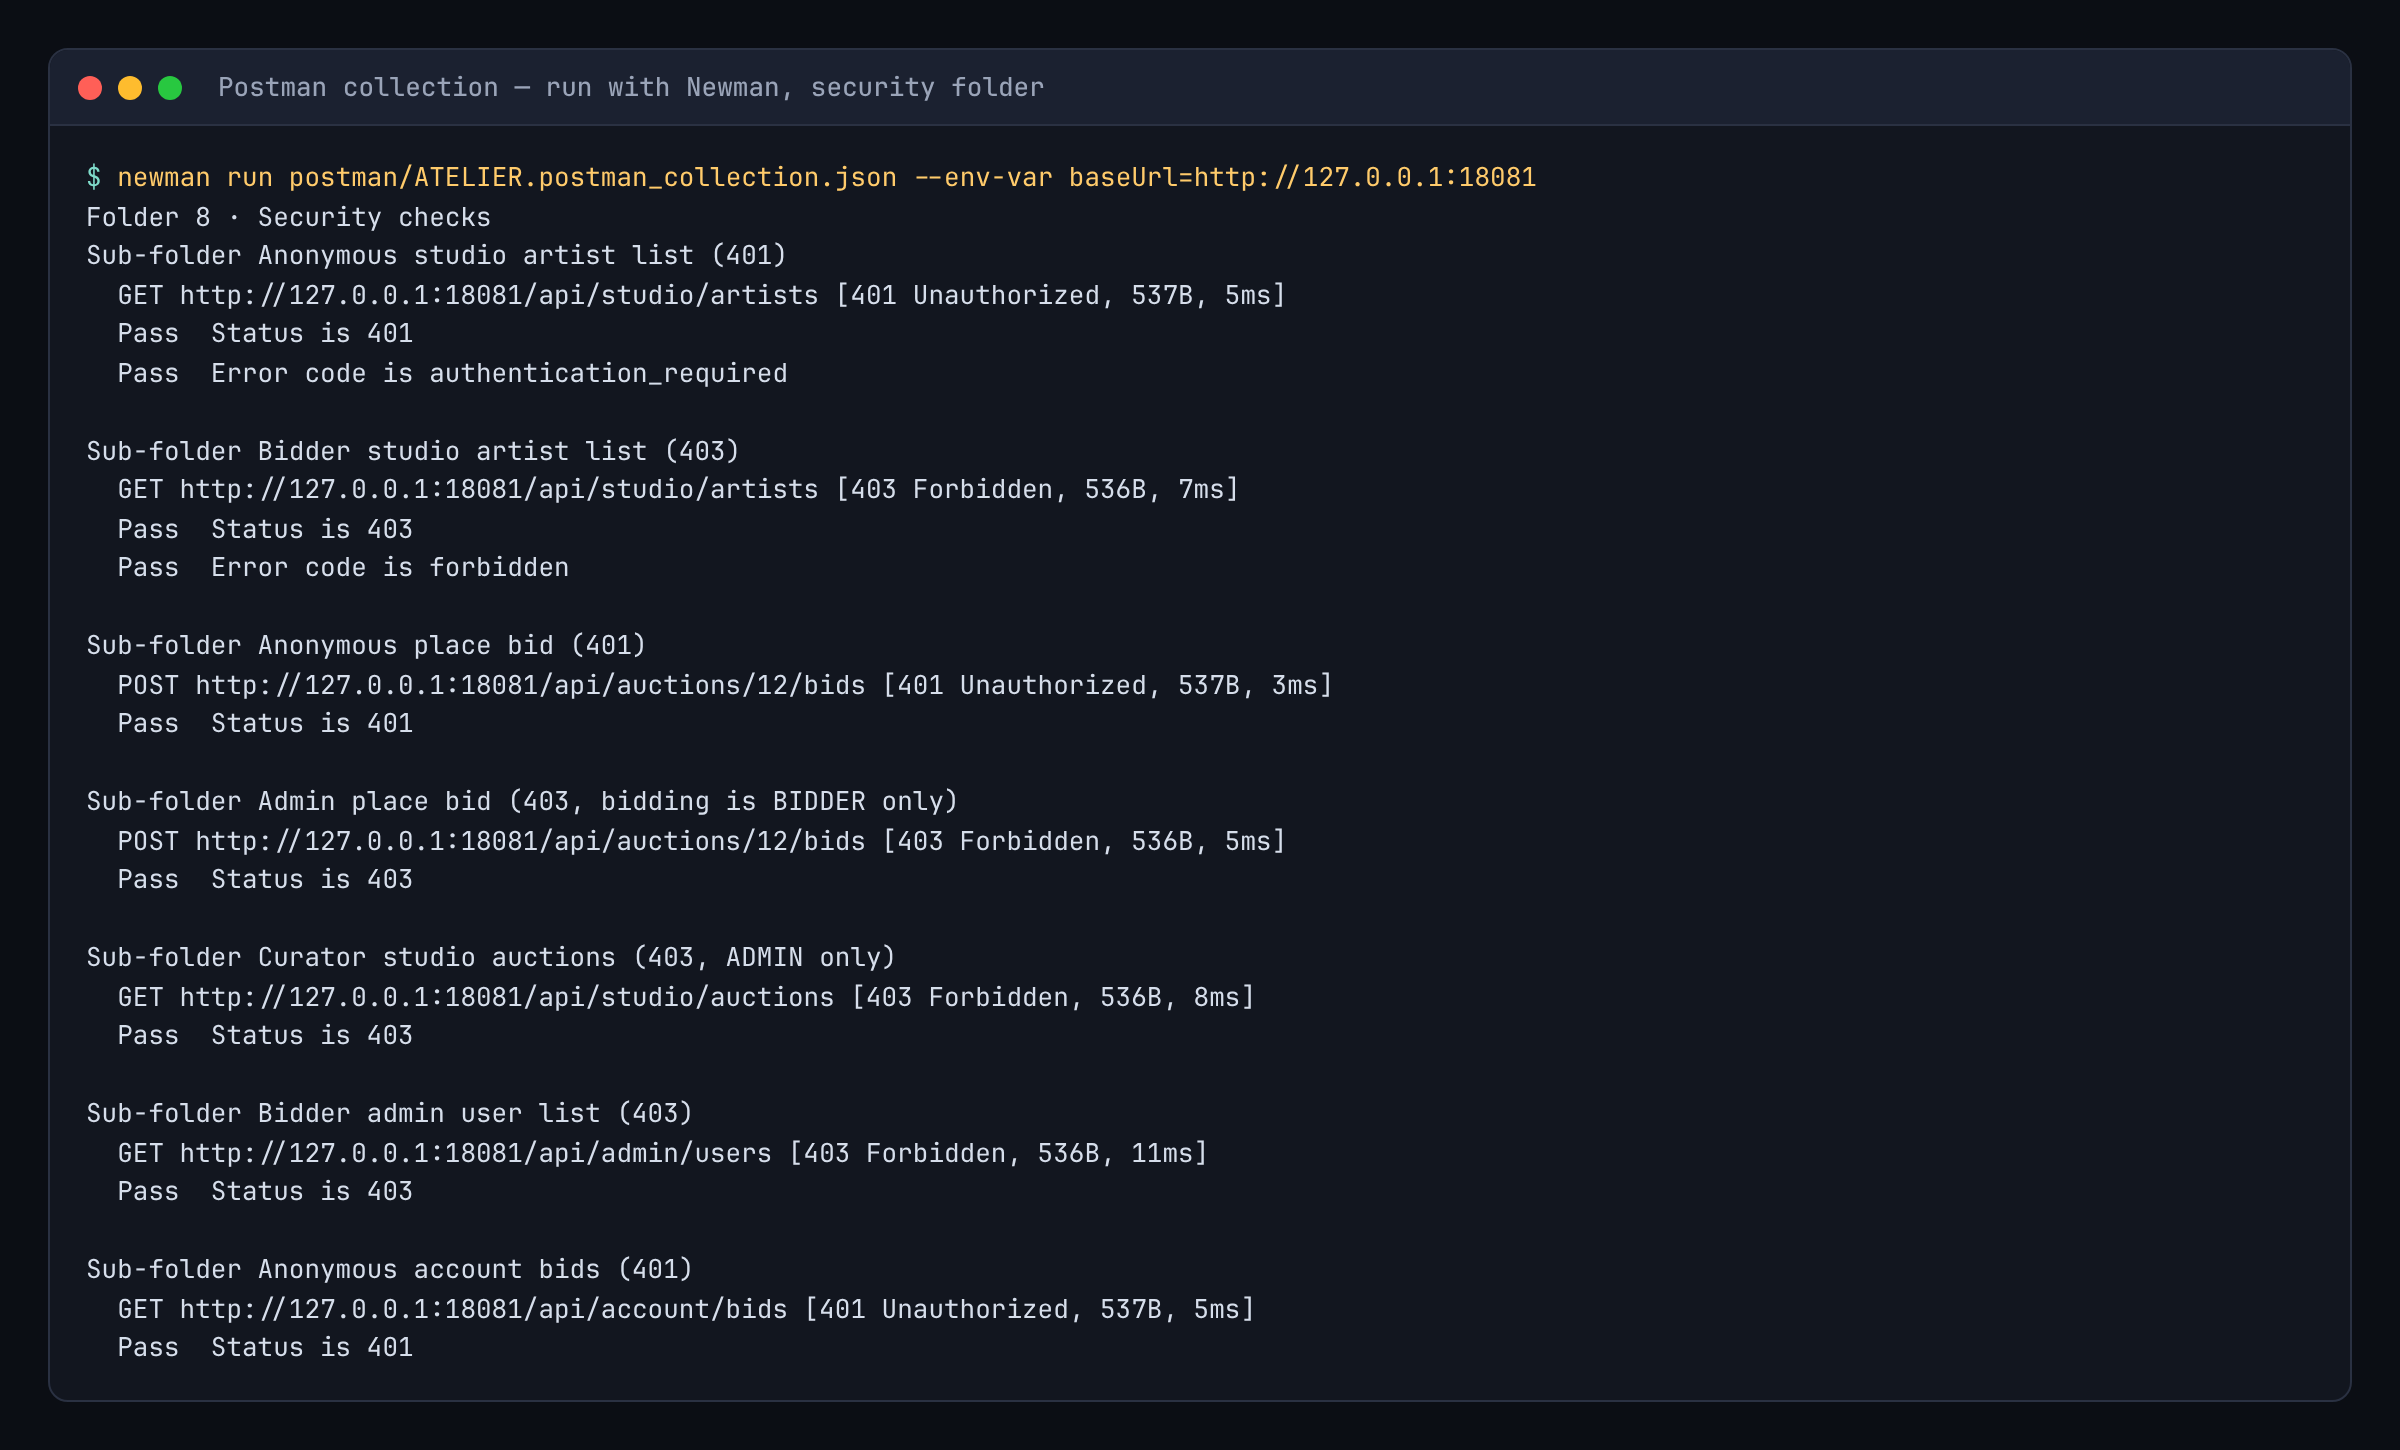 Postman collection — run with Newman, security folder
$ newman run postman/ATELIER.postman_collection.json --env-var baseUrl=http://127.0.0.1:18081
Folder 8 · Security checks
Sub-folder Anonymous studio artist list (401)
  GET http://127.0.0.1:18081/api/studio/artists [401 Unauthorized, 537B, 5ms]
  Pass  Status is 401
  Pass  Error code is authentication_required

Sub-folder Bidder studio artist list (403)
  GET http://127.0.0.1:18081/api/studio/artists [403 Forbidden, 536B, 7ms]
  Pass  Status is 403
  Pass  Error code is forbidden

Sub-folder Anonymous place bid (401)
  POST http://127.0.0.1:18081/api/auctions/12/bids [401 Unauthorized, 537B, 3ms]
  Pass  Status is 401

Sub-folder Admin place bid (403, bidding is BIDDER only)
  POST http://127.0.0.1:18081/api/auctions/12/bids [403 Forbidden, 536B, 5ms]
  Pass  Status is 403

Sub-folder Curator studio auctions (403, ADMIN only)
  GET http://127.0.0.1:18081/api/studio/auctions [403 Forbidden, 536B, 8ms]
  Pass  Status is 403

Sub-folder Bidder admin user list (403)
  GET http://127.0.0.1:18081/api/admin/users [403 Forbidden, 536B, 11ms]
  Pass  Status is 403

Sub-folder Anonymous account bids (401)
  GET http://127.0.0.1:18081/api/account/bids [401 Unauthorized, 537B, 5ms]
  Pass  Status is 401